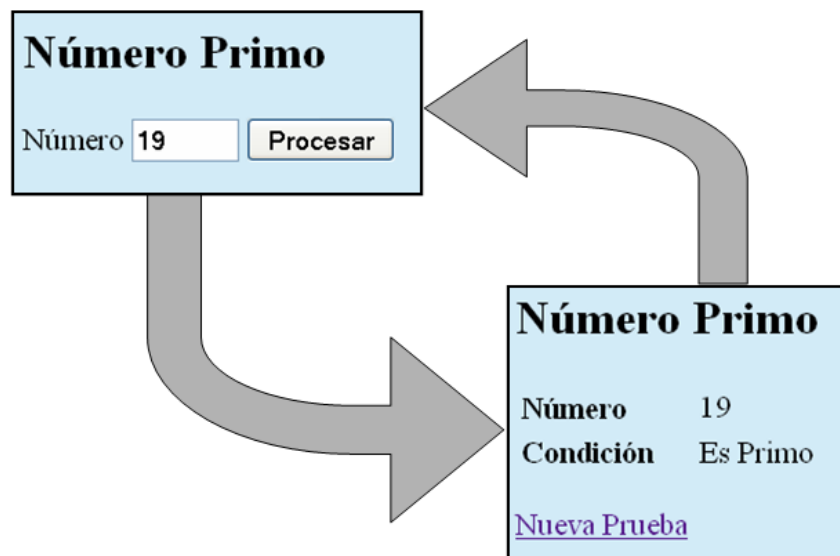 Número Primo
Número 19 Procesar
Número Primo
Número 19
Condición Es Primo
Nueva Prueba